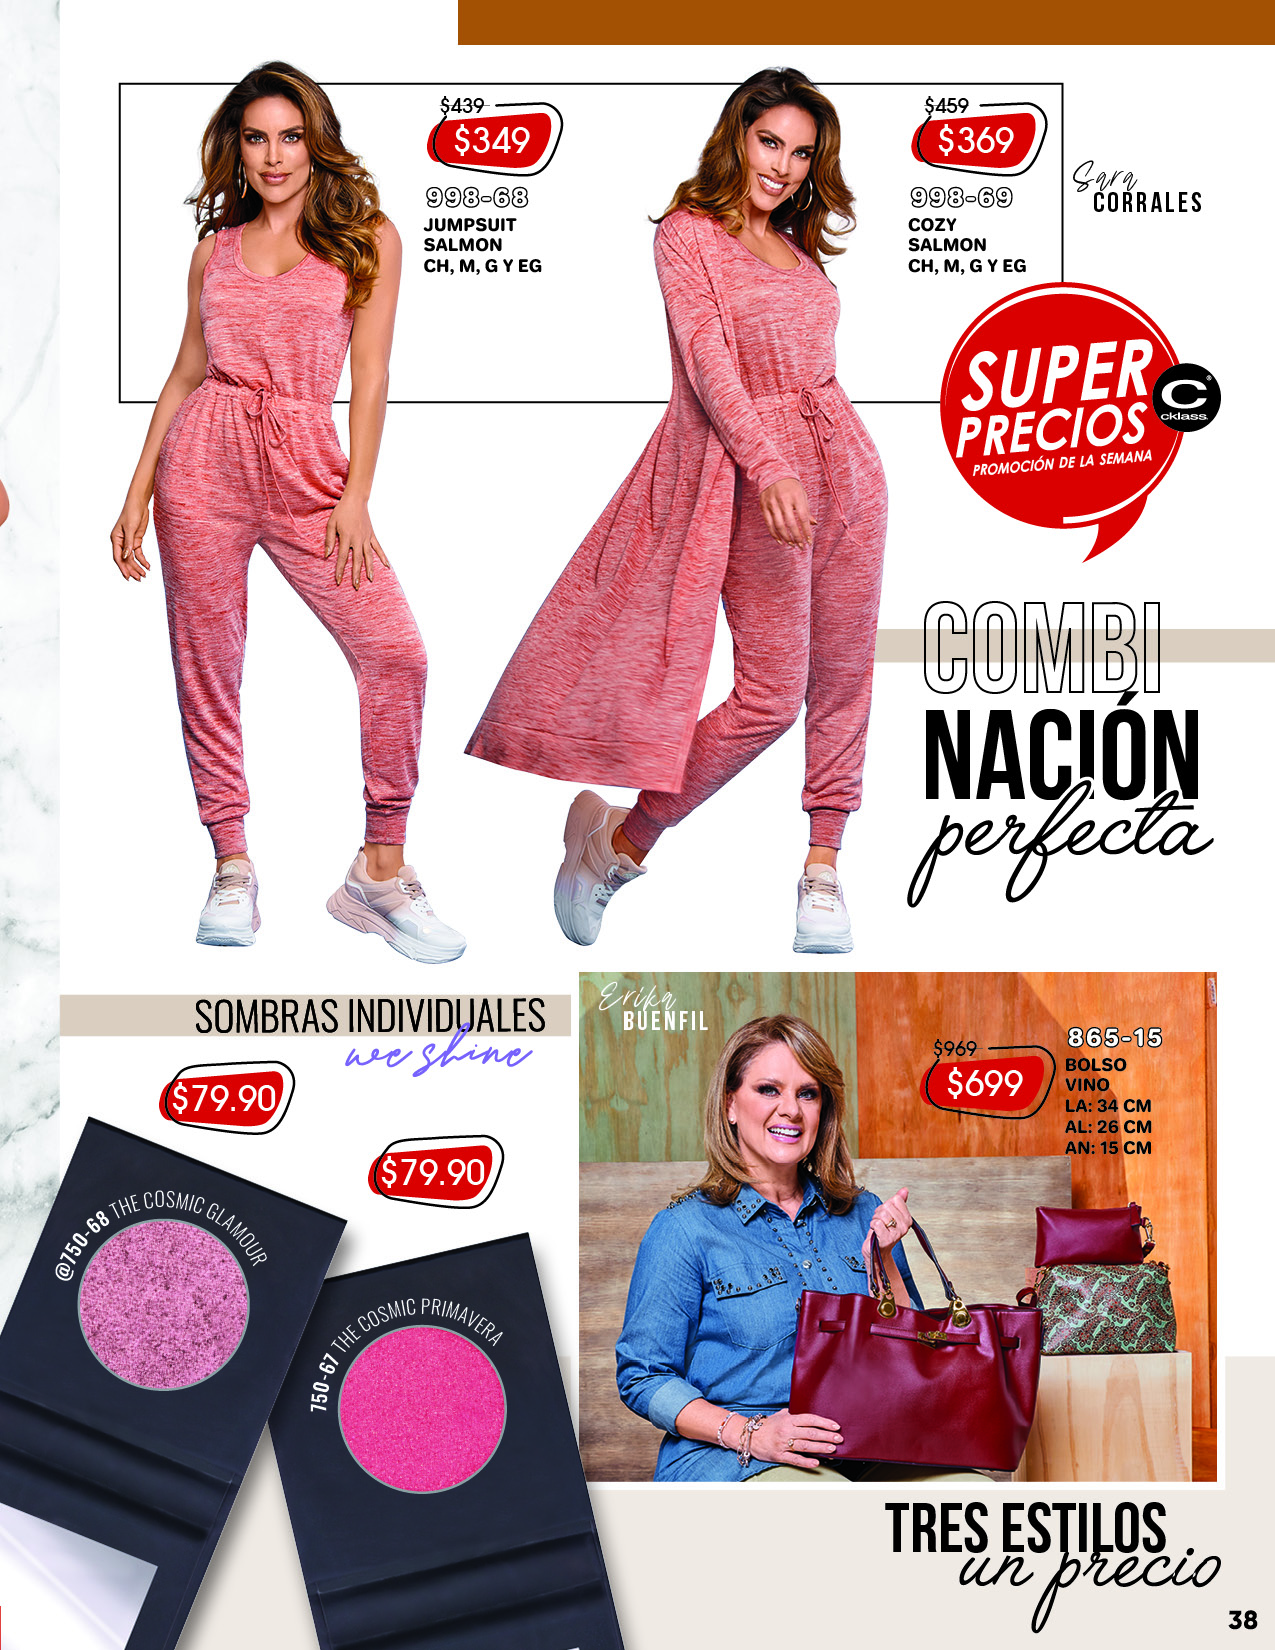 $439
$349
998-68
JUMPSUIT
SALMON
CH, M, G Y EG
$459
$369
998-69
COZY
SALMON
CH, M, G Y EG
Sara
CORRALES
SUPER
PRECIOS
PROMOCIÓN DE LA SEMANA
C
cklass®
COMBI
NACIÓN
perfecta
SOMBRAS INDIVIDUALES
we shine
$79.90
$79.90
@750-68 THE COSMIC GLAMOUR
750-67 THE COSMIC PRIMAVERA
Erika
BUENFIL
$969
$699
865-15
BOLSO
VINO
LA: 34 CM
AL: 26 CM
AN: 15 CM
TRES ESTILOS
un precio
38